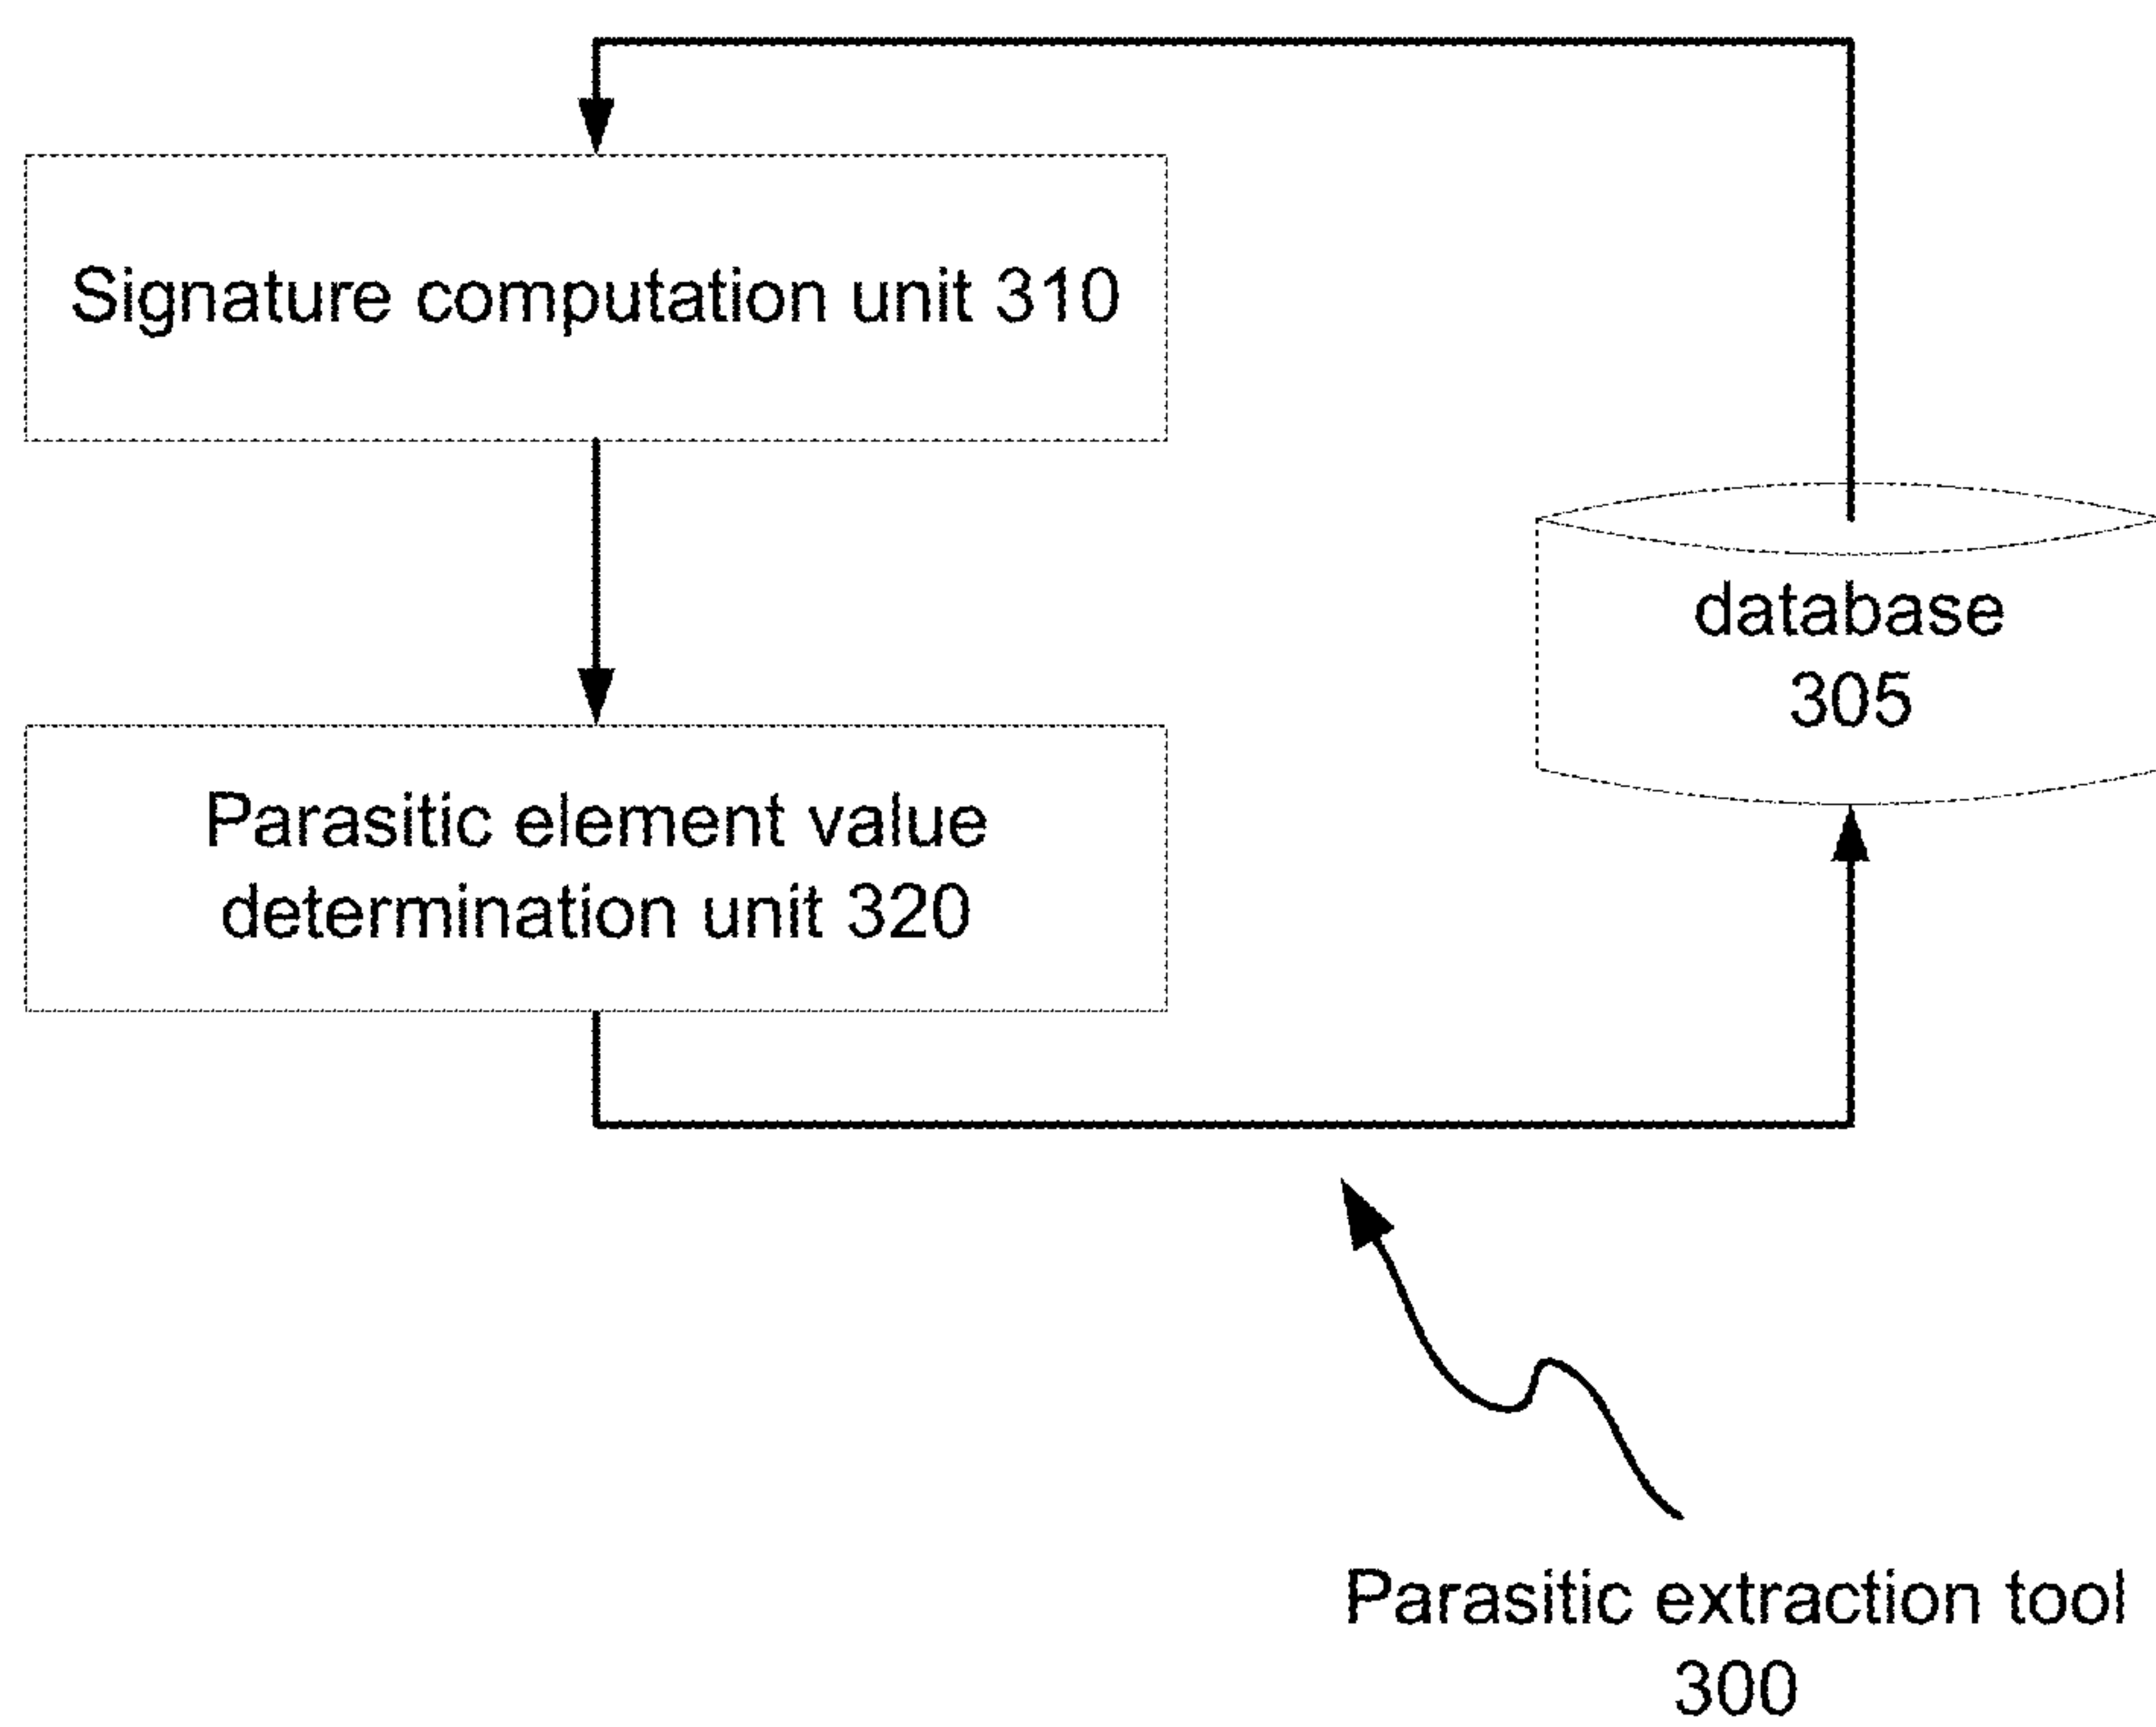 Signature computation unit 310
database
305
Parasitic element value
determination unit 320
Parasitic extraction tool
300